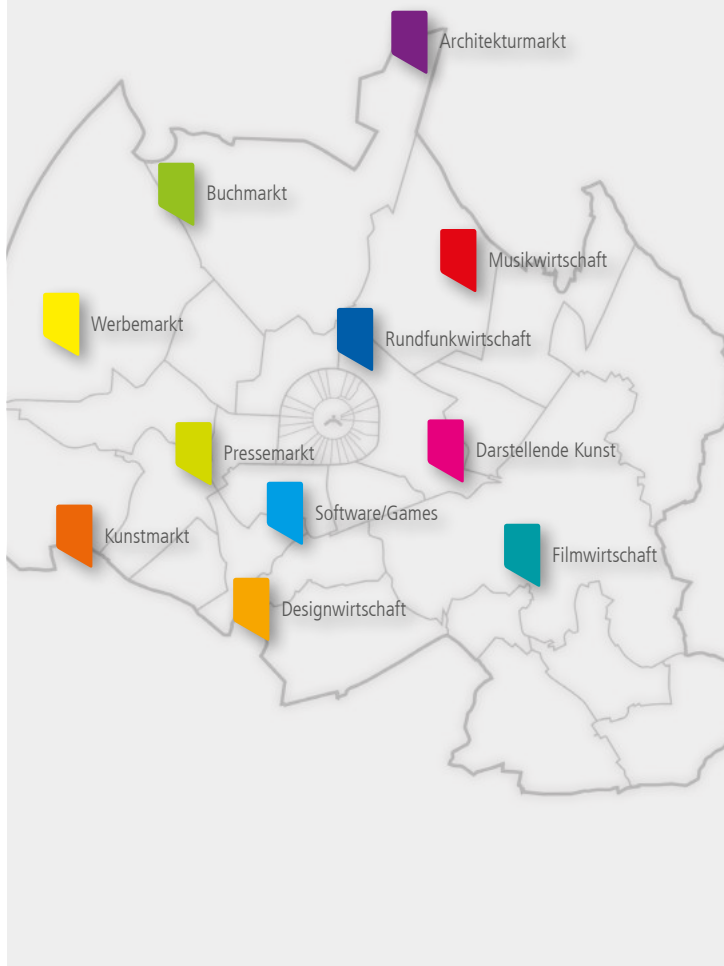 Architekturmarkt
Buchmarkt
Musikwirtschaft
Werbemarkt
Rundfunkwirtschaft
Pressemarkt
Darstellende Kunst
Software/Games
Kunstmarkt
Filmwirtschaft
Designwirtschaft